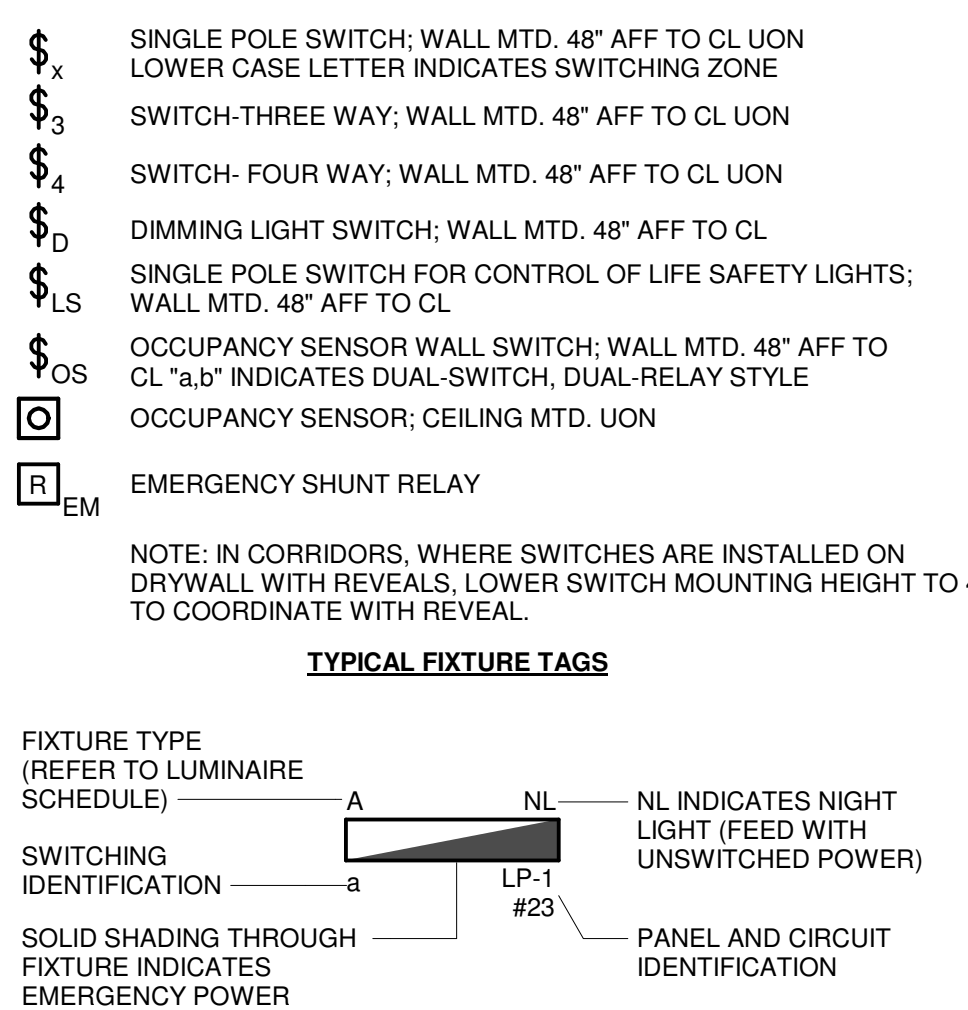 $x SINGLE POLE SWITCH; WALL MTD. 48" AFF TO CL UON
LOWER CASE LETTER INDICATES SWITCHING ZONE
$3 SWITCH-THREE WAY; WALL MTD. 48" AFF TO CL UON
$4 SWITCH- FOUR WAY; WALL MTD. 48" AFF TO CL UON
$D DIMMING LIGHT SWITCH; WALL MTD. 48" AFF TO CL
$LS SINGLE POLE SWITCH FOR CONTROL OF LIFE SAFETY LIGHTS;
WALL MTD. 48" AFF TO CL
$OS OCCUPANCY SENSOR WALL SWITCH; WALL MTD. 48" AFF TO
CL "a,b" INDICATES DUAL-SWITCH, DUAL-RELAY STYLE
O OCCUPANCY SENSOR; CEILING MTD. UON
R EM EMERGENCY SHUNT RELAY
NOTE: IN CORRIDORS, WHERE SWITCHES ARE INSTALLED ON
DRYWALL WITH REVEALS, LOWER SWITCH MOUNTING HEIGHT TO
TO COORDINATE WITH REVEAL.
TYPICAL FIXTURE TAGS
FIXTURE TYPE
(REFER TO LUMINAIRE
SCHEDULE)
A
NL
NL INDICATES NIGHT
LIGHT (FEED WITH
UNSWITCHED POWER)
SWITCHING
IDENTIFICATION
a
LP-1
#23
SOLID SHADING THROUGH
FIXTURE INDICATES
EMERGENCY POWER
PANEL AND CIRCUIT
IDENTIFICATION